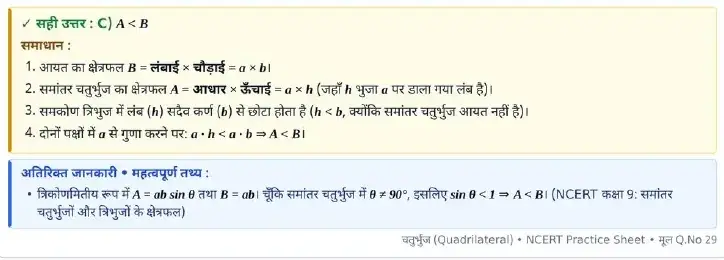 ✓ सही उत्तर : C) A < B
समाधान :
1. आयत का क्षेत्रफल B = लंबाई × चौड़ाई = a × b।
2. समांतर चतुर्भुज का क्षेत्रफल A = आधार × ऊँचाई = a × h (जहाँ h भुजा a पर डाला गया लंब है)।
3. समकोण त्रिभुज में लंब (h) सदैव कर्ण (b) से छोटा होता है (h < b, क्योंकि समांतर चतुर्भुज आयत नहीं है)।
4. दोनों पक्षों में a से गुणा करने पर: a · h < a · b ⇒ A < B।
अतिरिक्त जानकारी • महत्वपूर्ण तथ्य :
• त्रिकोणमितीय रूप में A = ab sin θ तथा B = ab। चूँकि समांतर चतुर्भुज में θ ≠ 90°, इसलिए sin θ < 1 ⇒ A < B। (NCERT कक्षा 9: समांतर
चतुर्भुजों और त्रिभुजों के क्षेत्रफल)
चतुर्भुज (Quadrilateral) • NCERT Practice Sheet • मूल Q.No 29